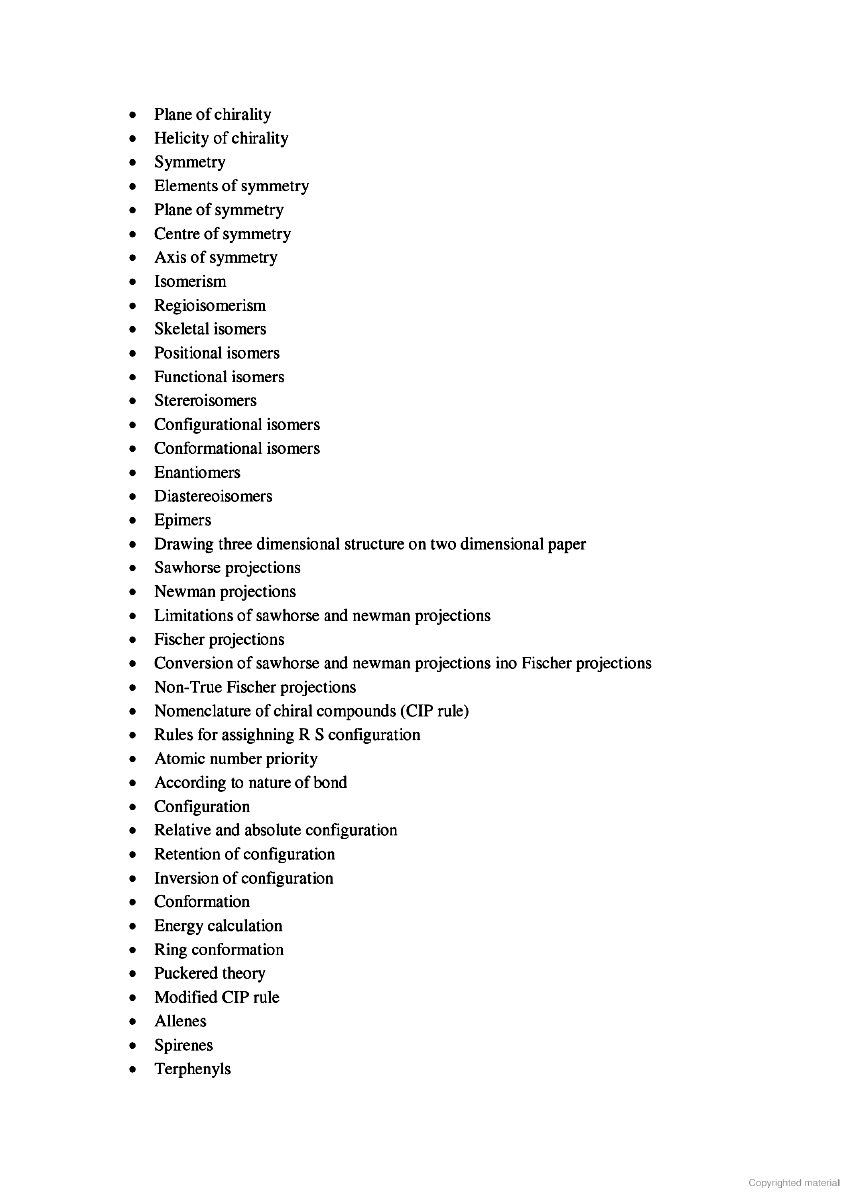 • Plane of chirality
• Helicity of chirality
• Symmetry
• Elements of symmetry
• Plane of symmetry
• Centre of symmetry
• Axis of symmetry
• Isomerism
• Regioisomerism
• Skeletal isomers
• Positional isomers
• Functional isomers
• Stereroisomers
• Configurational isomers
• Conformational isomers
• Enantiomers
• Diastereoisomers
• Epimers
• Drawing three dimensional structure on two dimensional paper
• Sawhorse projections
• Newman projections
• Limitations of sawhorse and newman projections
• Fischer projections
• Conversion of sawhorse and newman projections ino Fischer projections
• Non-True Fischer projections
• Nomenclature of chiral compounds (CIP rule)
• Rules for assighning R S configuration
• Atomic number priority
• According to nature of bond
• Configuration
• Relative and absolute configuration
• Retention of configuration
• Inversion of configuration
• Conformation
• Energy calculation
• Ring conformation
• Puckered theory
• Modified CIP rule
• Allenes
• Spirenes
• Terphenyls
Copyrighted material